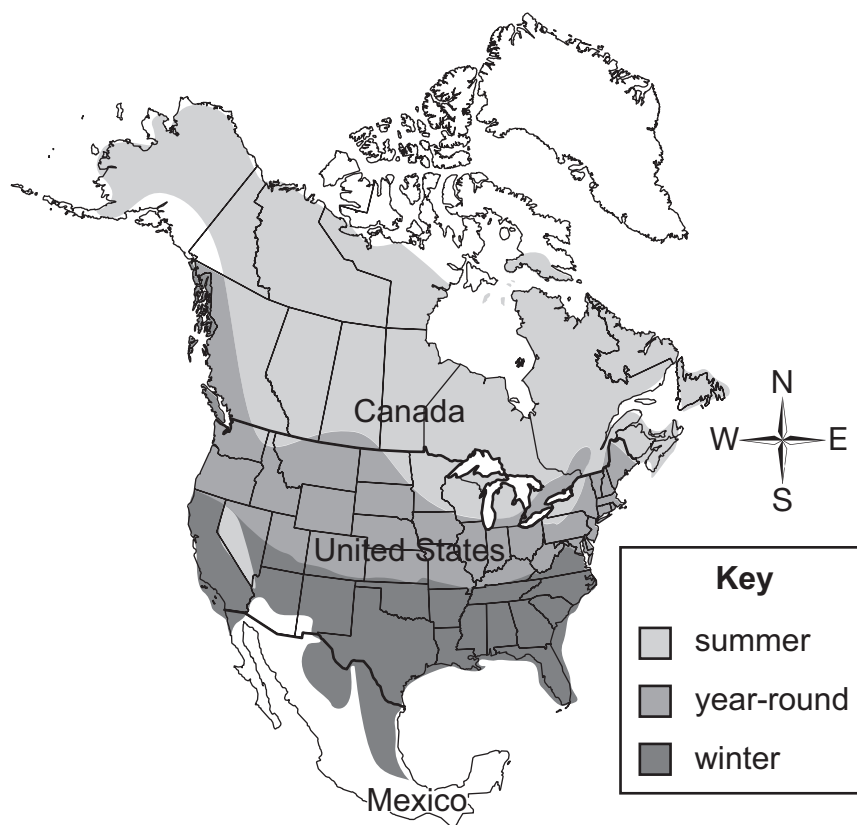 Canada
N
W E
S
United States
Key
summer
year-round
winter
Mexico